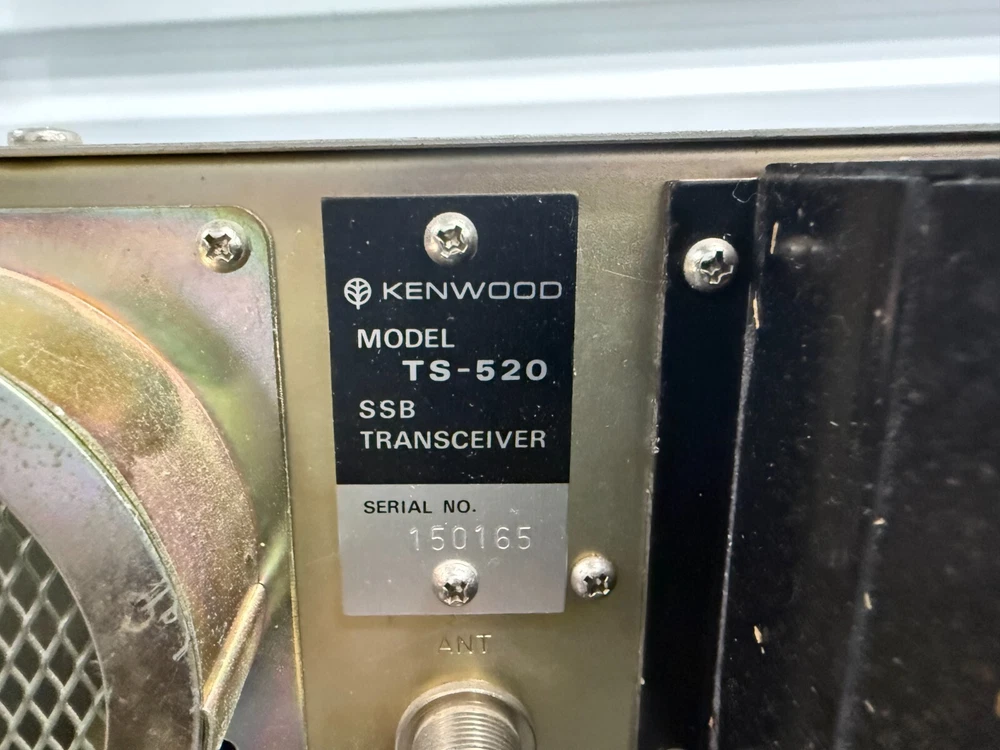 KENWOOD
MODEL
TS-520
SSB
TRANSCEIVER
SERIAL NO.
150165
ANT